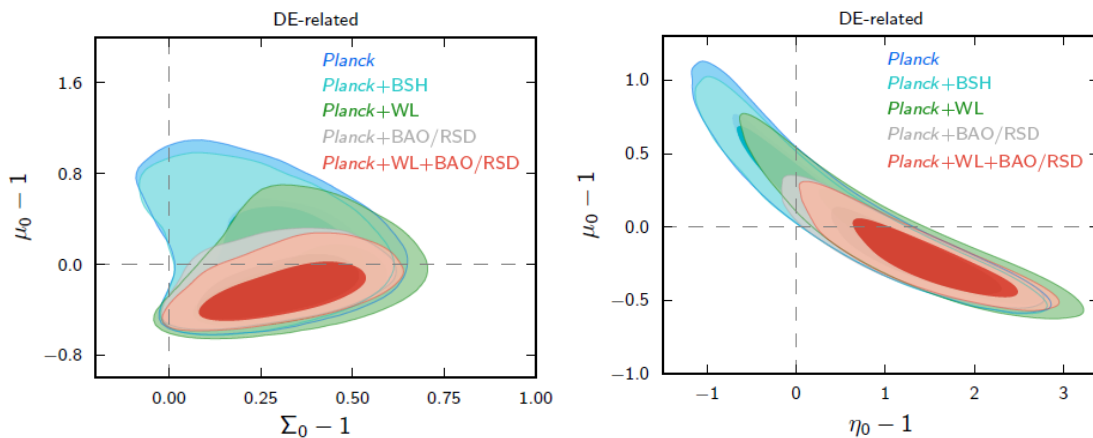 DE-related
Planck
Planck+BSH
Planck+WL
Planck+BAO/RSD
Planck+WL+BAO/RSD
1.6
0.8
0.0
−0.8
μ₀ − 1
0.00
0.25
0.50
0.75
1.00
Σ₀ − 1
DE-related
Planck
Planck+BSH
Planck+WL
Planck+BAO/RSD
Planck+WL+BAO/RSD
1.0
0.5
0.0
−0.5
−1.0
μ₀ − 1
−1
0
1
2
3
η₀ − 1